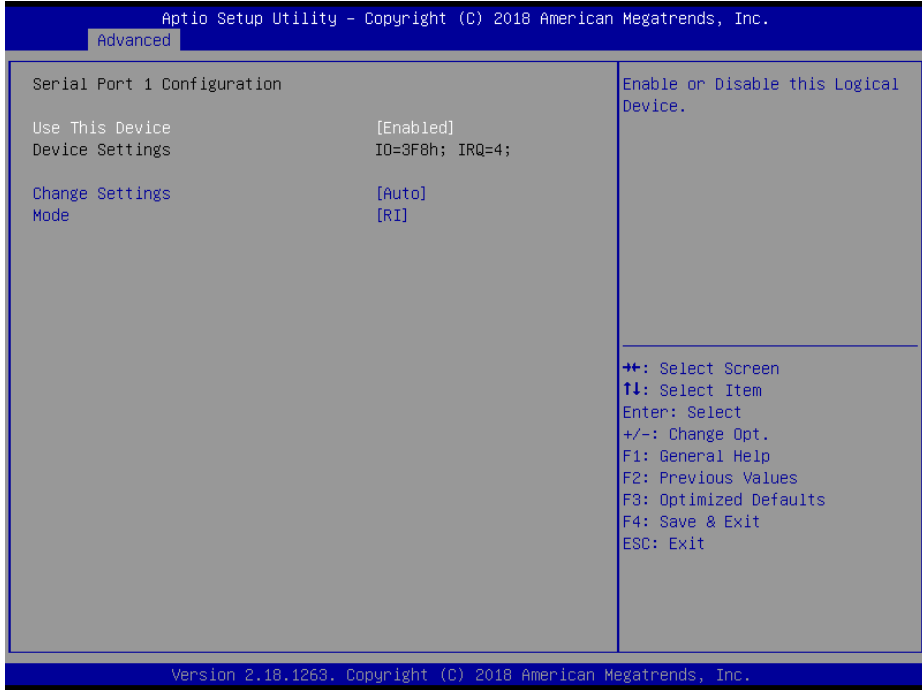 Aptio Setup Utility – Copyright (C) 2018 American Megatrends, Inc.
Advanced
Serial Port 1 Configuration
Use This Device [Enabled]
Device Settings IO=3F8h; IRQ=4;
Change Settings [Auto]
Mode [RI]
Enable or Disable this Logical
Device.
→←: Select Screen
↑↓: Select Item
Enter: Select
+/-: Change Opt.
F1: General Help
F2: Previous Values
F3: Optimized Defaults
F4: Save & Exit
ESC: Exit
Version 2.18.1263. Copyright (C) 2018 American Megatrends, Inc.